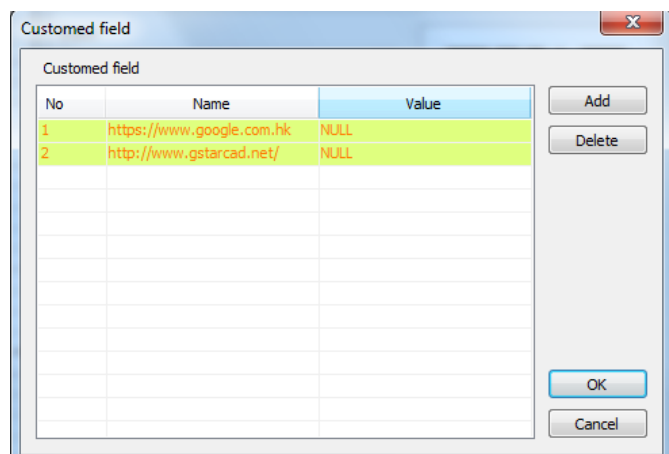 Customed field
Customed field
No Name Value
1 https://www.google.com.hk NULL
2 http://www.gstarcad.net/ NULL
Add
Delete
OK
Cancel